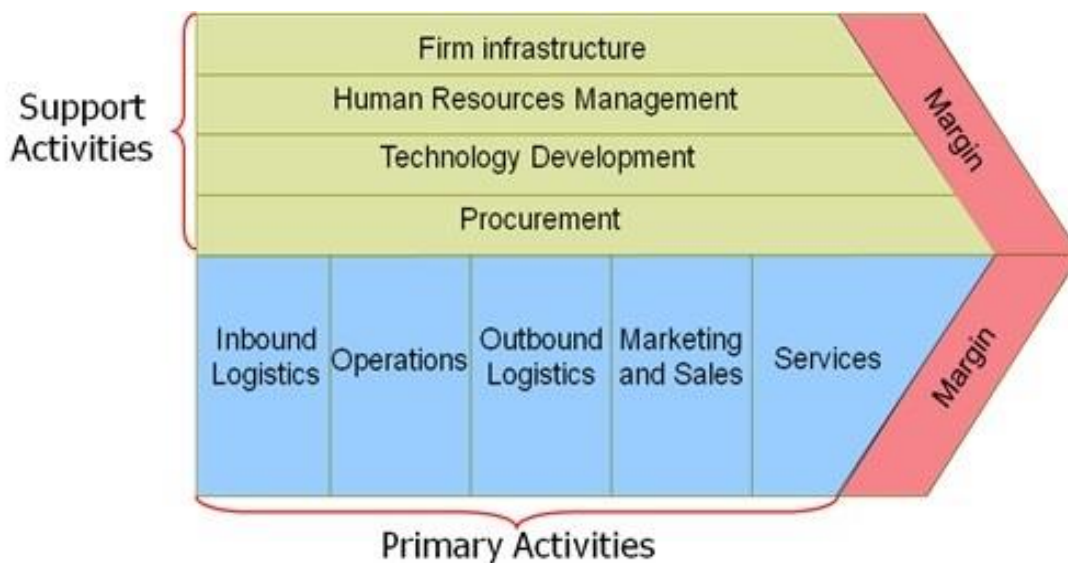 Firm infrastructure
Human Resources Management
Technology Development
Procurement
Support
Activities
Margin
Inbound
Logistics
Operations
Outbound
Logistics
Marketing
and Sales
Services
Margin
Primary Activities